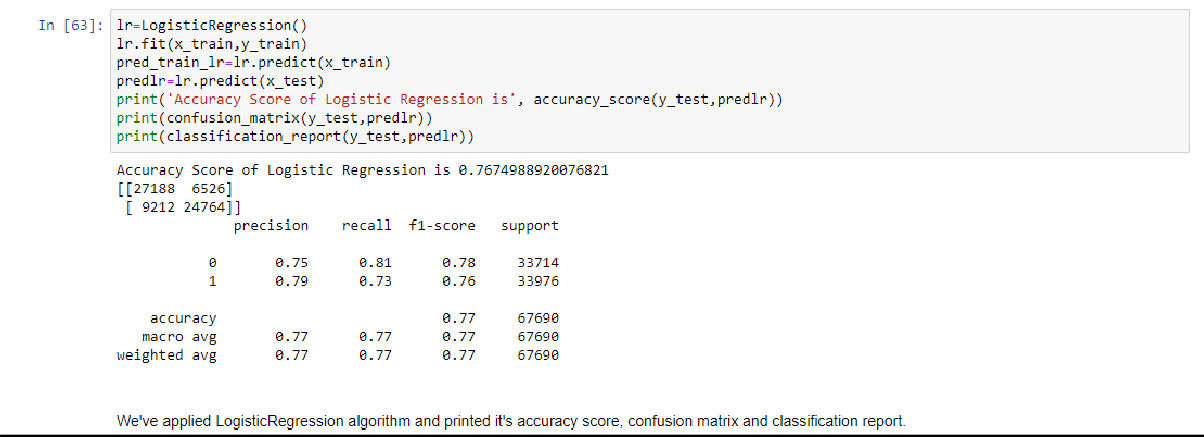 In [63]: lr=LogisticRegression()
lr.fit(x_train,y_train)
pred_train_lr=lr.predict(x_train)
predlr=lr.predict(x_test)
print('Accuracy Score of Logistic Regression is', accuracy_score(y_test,predlr))
print(confusion_matrix(y_test,predlr))
print(classification_report(y_test,predlr))
Accuracy Score of Logistic Regression is 0.7674988920076821
[[27188 6526]
[ 9212 24764]]
precision recall f1-score support
0 0.75 0.81 0.78 33714
1 0.79 0.73 0.76 33976
accuracy 0.77 67690
macro avg 0.77 0.77 0.77 67690
weighted avg 0.77 0.77 0.77 67690
We've applied LogisticRegression algorithm and printed it's accuracy score, confusion matrix and classification report.